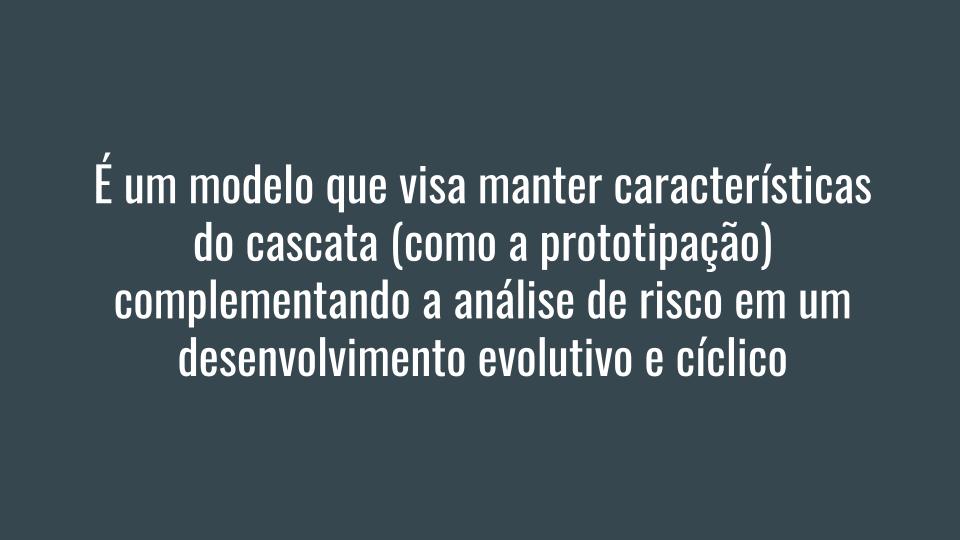 É um modelo que visa manter características
do cascata (como a prototipação)
complementando a análise de risco em um
desenvolvimento evolutivo e cíclico